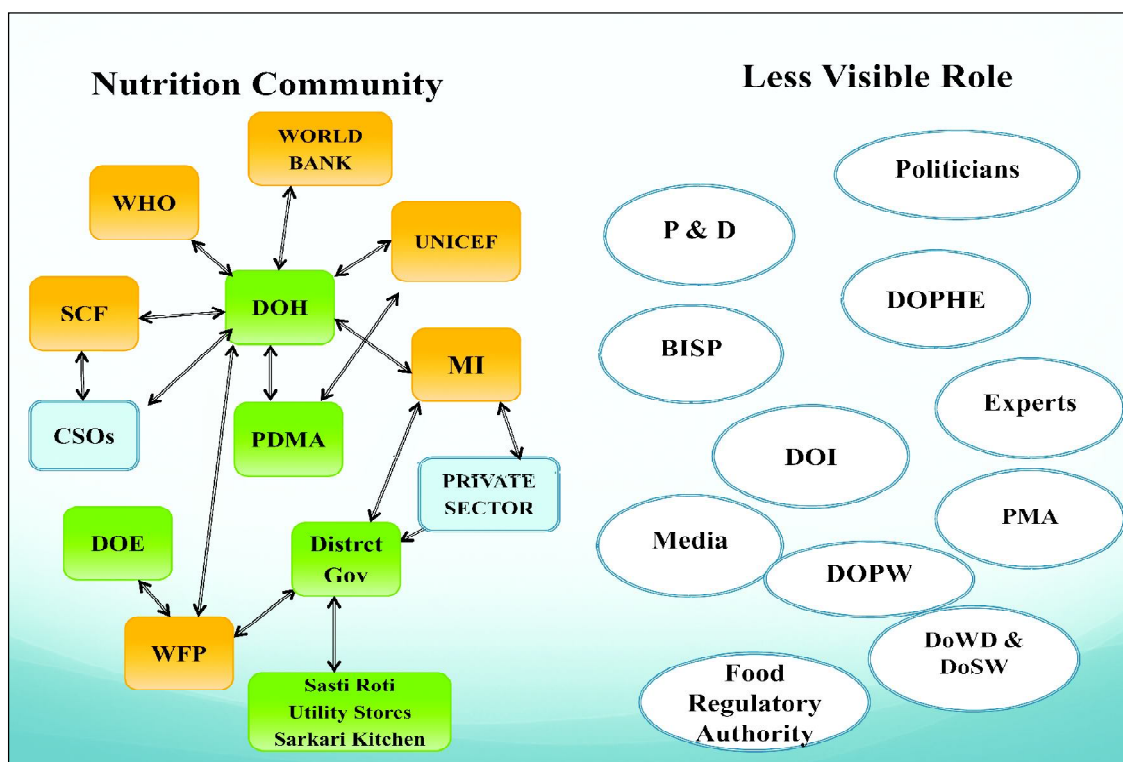 Nutrition Community
WORLD
BANK
WHO
UNICEF
SCF
DOH
MI
CSOs
PDMA
PRIVATE
SECTOR
DOE
Distrct
Gov
WFP
Sasti Roti
Utility Stores
Sarkari Kitchen
Less Visible Role
Politicians
P & D
DOPHE
BISP
Experts
DOI
PMA
Media
DOPW
DoWD &
DoSW
Food
Regulatory
Authority